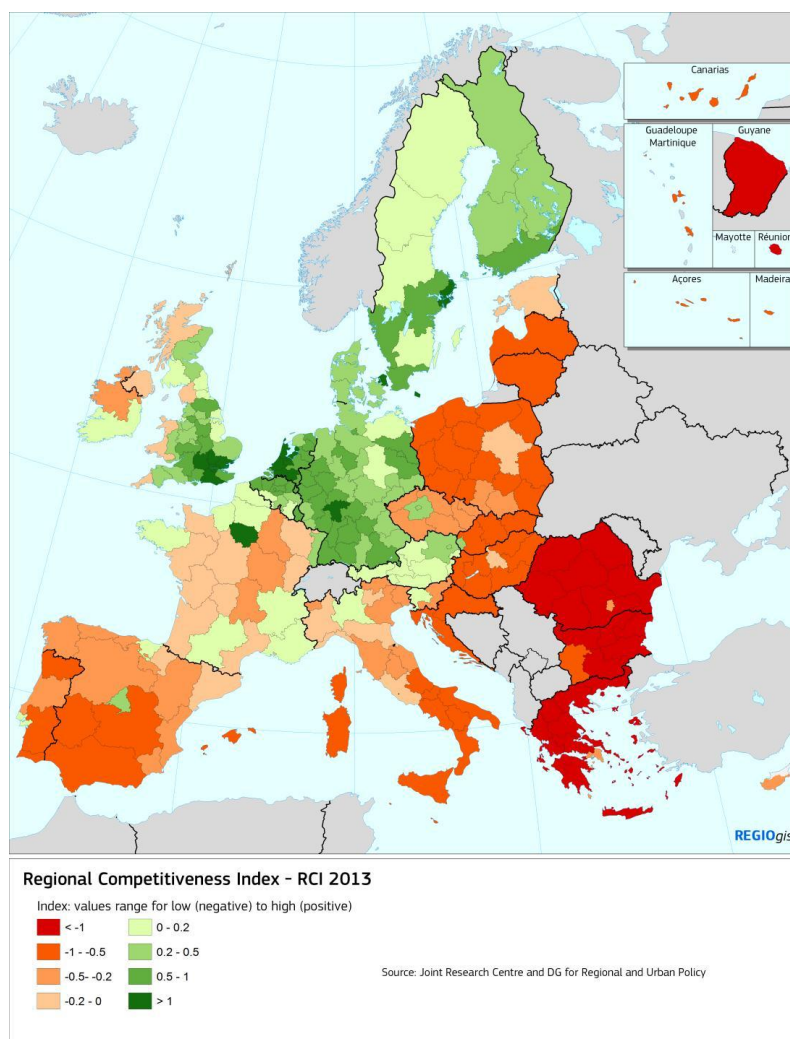 Canarias
Guadeloupe
Martinique
Guyane
Mayotte
Réunion
Açores
Madeira
REGIOgis
Regional Competitiveness Index - RCI 2013
Index: values range for low (negative) to high (positive)
< -1
-1 - -0.5
-0.5- -0.2
-0.2 - 0
0 - 0.2
0.2 - 0.5
0.5 - 1
> 1
Source: Joint Research Centre and DG for Regional and Urban Policy